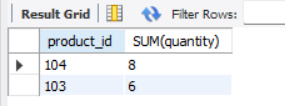 Result Grid Filter Rows:
product_id SUM(quantity)
104 8
103 6